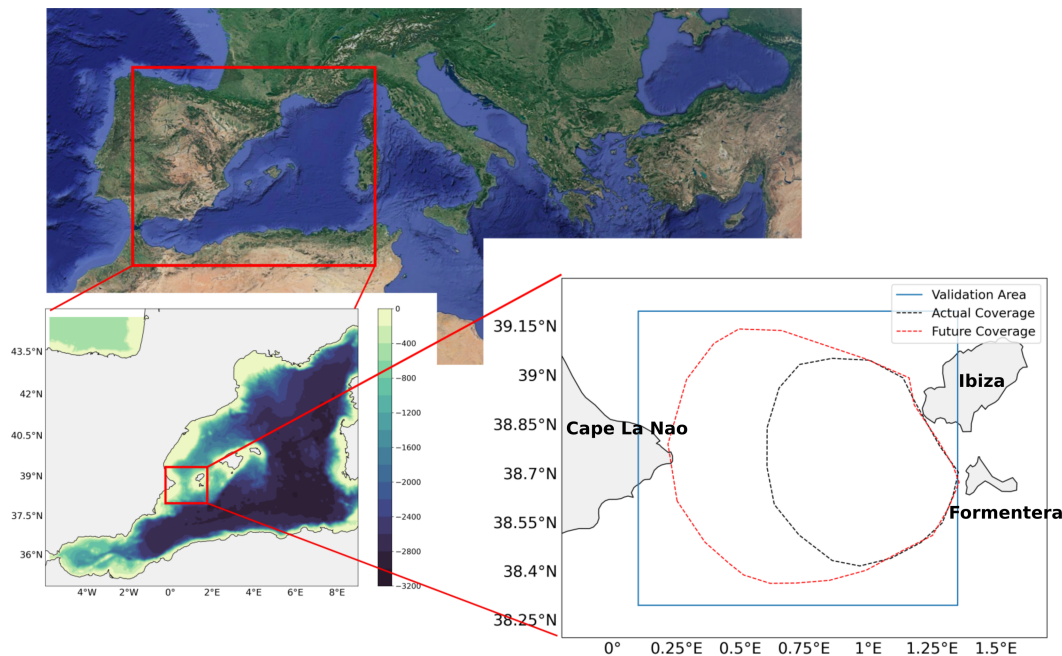 0
43.5°N
−400
42°N
−800
−1200
40.5°N
−1600
39°N
−2000
37.5°N
−2400
−2800
36°N
−3200
4°W 2°W 0° 2°E 4°E 6°E 8°E
Validation Area
Actual Coverage
Future Coverage
39.15°N
39°N
Ibiza
38.85°N
Cape La Nao
38.7°N
Formentera
38.55°N
38.4°N
38.25°N
0° 0.25°E 0.5°E 0.75°E 1°E 1.25°E 1.5°E